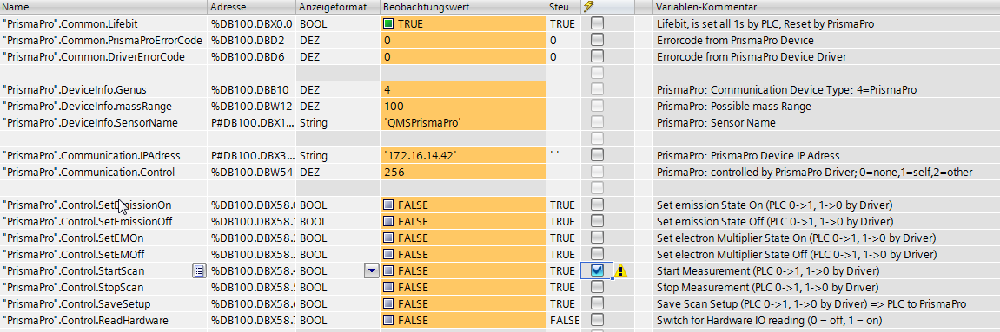 Name Adresse Anzeigeformat Beobachtungswert Steu.. ... Variablen-Kommentar
"PrismaPro".Common.Lifebit %DB100.DBX0.0 BOOL TRUE TRUE Lifebit, is set all 1s by PLC, Reset by PrismaPro
"PrismaPro".Common.PrismaProErrorCode %DB100.DBD2 DEZ 0 0 Errorcode from PrismaPro Device
"PrismaPro".Common.DriverErrorCode %DB100.DBD6 DEZ 0 0 Errorcode from PrismaPro Device Driver
"PrismaPro".DeviceInfo.Genus %DB100.DBB10 DEZ 4 PrismaPro: Communication Device Type: 4=PrismaPro
"PrismaPro".DeviceInfo.massRange %DB100.DBW12 DEZ 100 PrismaPro: Possible mass Range
"PrismaPro".DeviceInfo.SensorName P#DB100.DBX1... String 'QMSPrismaPro' PrismaPro: Sensor Name
"PrismaPro".Communication.IPAdress P#DB100.DBX3... String '172.16.14.42' ' ' PrismaPro: PrismaPro Device IP Adress
"PrismaPro".Communication.Control %DB100.DBW54 DEZ 256 PrismaPro: controlled by PrismaPro Driver; 0=none,1=self,2=other
"PrismaPro".Control.SetEmissionOn %DB100.DBX58. BOOL FALSE TRUE Set emission State On (PLC 0->1, 1->0 by Driver)
"PrismaPro".Control.SetEmissionOff %DB100.DBX58. BOOL FALSE TRUE Set emission State Off (PLC 0->1, 1->0 by Driver)
"PrismaPro".Control.SetEMOn %DB100.DBX58. BOOL FALSE TRUE Set electron Multiplier State On (PLC 0->1, 1->0 by Driver)
"PrismaPro".Control.SetEMOff %DB100.DBX58. BOOL FALSE TRUE Set electron Multiplier State Off (PLC 0->1, 1->0 by Driver)
"PrismaPro".Control.StartScan %DB100.DBX58. BOOL FALSE TRUE Start Measurement (PLC 0->1, 1->0 by Driver)
"PrismaPro".Control.StopScan %DB100.DBX58. BOOL FALSE TRUE Stop Measurement (PLC 0->1, 1->0 by Driver)
"PrismaPro".Control.SaveSetup %DB100.DBX58. BOOL FALSE TRUE Save Scan Setup (PLC 0->1, 1->0 by Driver) => PLC to PrismaPro
"PrismaPro".Control.ReadHardware %DB100.DBX58. BOOL FALSE FALSE Switch for Hardware IO reading (0 = off, 1 = on)